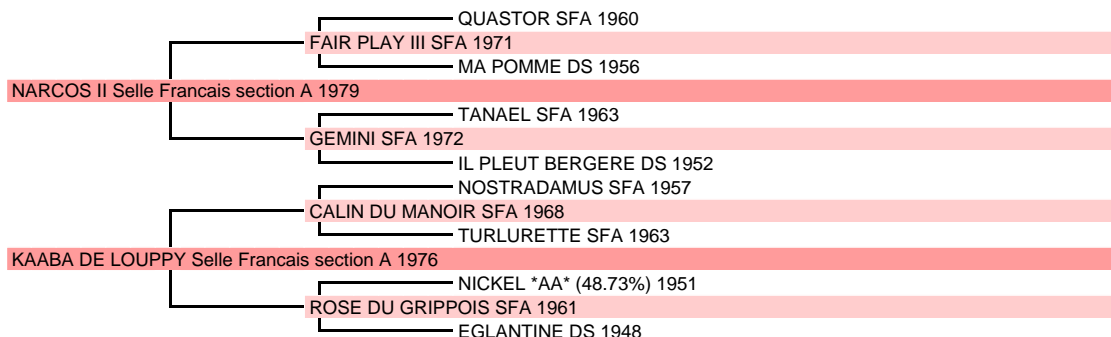 QUASTOR SFA 1960
FAIR PLAY III SFA 1971
MA POMME DS 1956
NARCOS II Selle Francais section A 1979
TANAEL SFA 1963
GEMINI SFA 1972
IL PLEUT BERGERE DS 1952
NOSTRADAMUS SFA 1957
CALIN DU MANOIR SFA 1968
TURLURETTE SFA 1963
KAABA DE LOUPPY Selle Francais section A 1976
NICKEL *AA* (48.73%) 1951
ROSE DU GRIPPOIS SFA 1961
EGLANTINE DS 1948